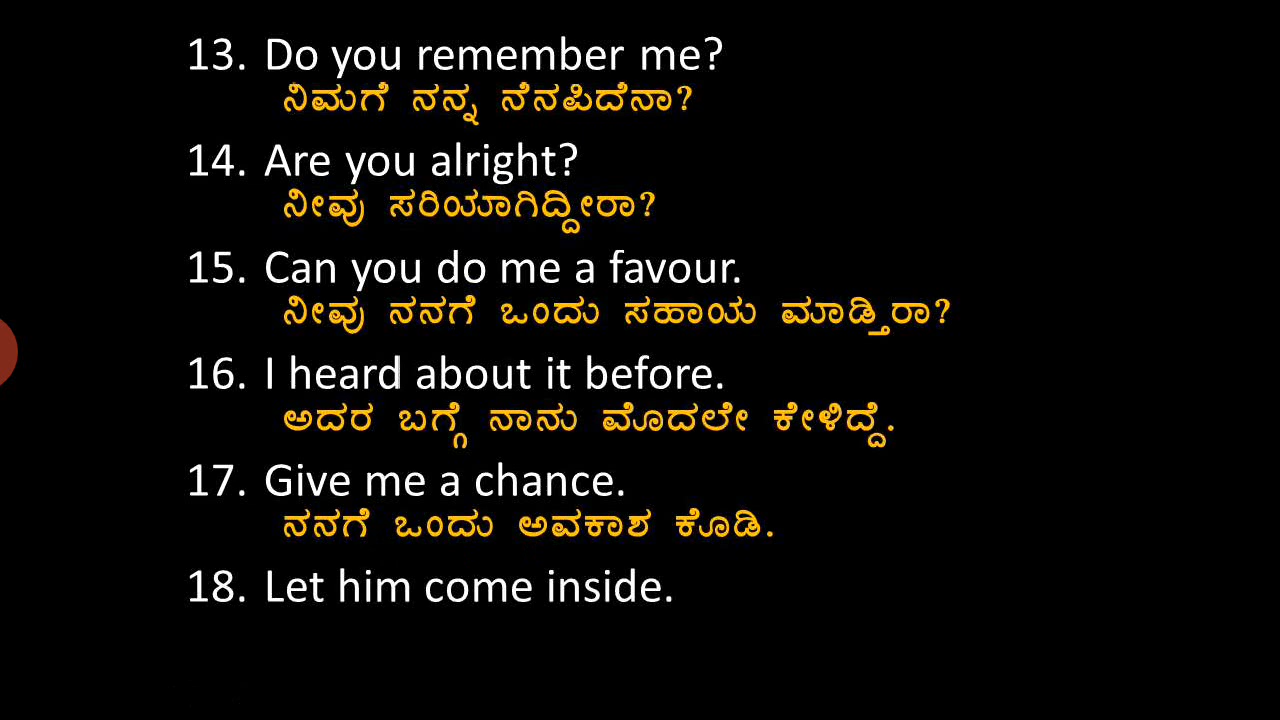 13. Do you remember me?
ನಿಮಗೆ ನನ್ನ ನೆನಪಿದೆನಾ?
14. Are you alright?
ನೀವು ಸರಿಯಾಗಿದ್ದೀರಾ?
15. Can you do me a favour.
ನೀವು ನನಗೆ ಒಂದು ಸಹಾಯ ಮಾಡ್ತಿರಾ?
16. I heard about it before.
ಅದರ ಬಗ್ಗೆ ನಾನು ಮೊದಲೇ ಕೇಳಿದ್ದೆ.
17. Give me a chance.
ನನಗೆ ಒಂದು ಅವಕಾಶ ಕೊಡಿ.
18. Let him come inside.